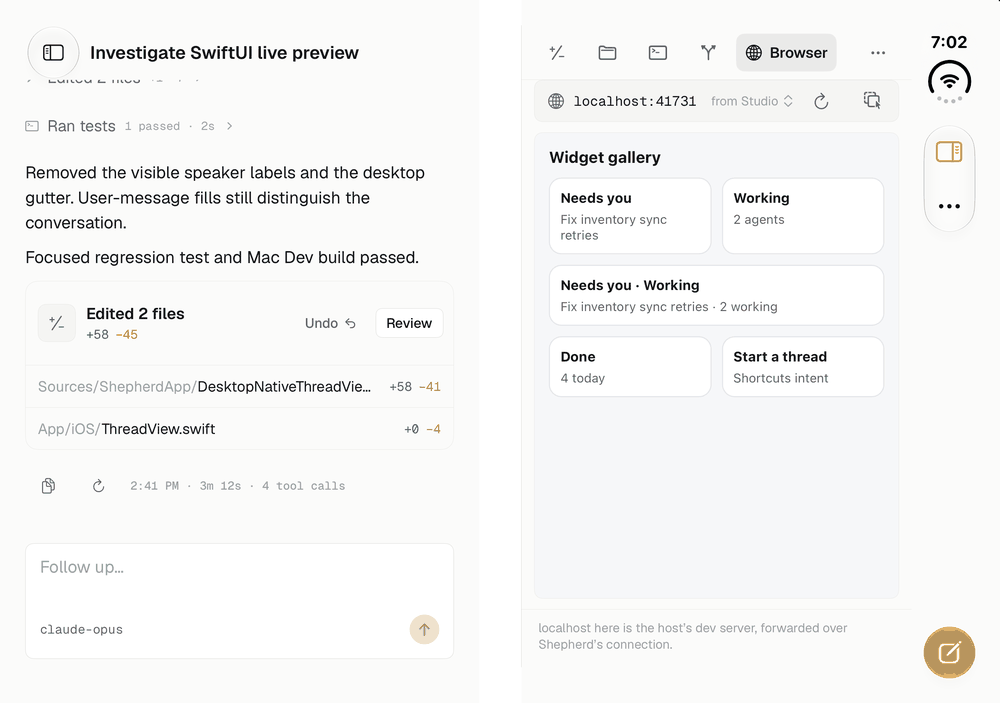 Investigate SwiftUI live preview
Edited 2 files
Ran tests 1 passed · 2s
Removed the visible speaker labels and the desktop
gutter. User-message fills still distinguish the
conversation.
Focused regression test and Mac Dev build passed.
Edited 2 files
+58 −45
Undo
Review
Sources/ShepherdApp/DesktopNativeThreadVie... +58 −41
App/iOS/ThreadView.swift +0 −4
2:41 PM · 3m 12s · 4 tool calls
Follow up...
claude-opus
Browser
localhost:41731 from Studio
Widget gallery
Needs you
Fix inventory sync
retries
Working
2 agents
Needs you · Working
Fix inventory sync retries · 2 working
Done
4 today
Start a thread
Shortcuts intent
localhost here is the host's dev server, forwarded over
Shepherd's connection.
7:02